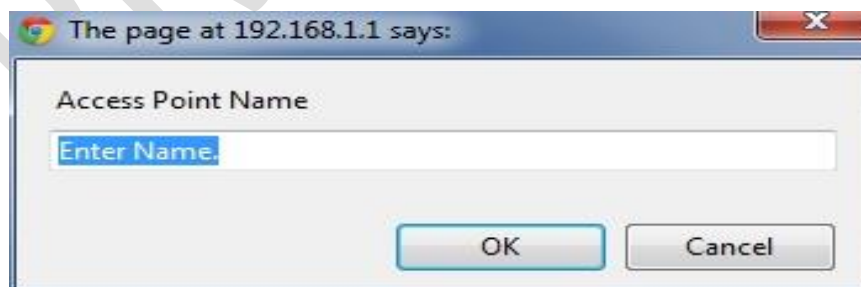 The page at 192.168.1.1 says:
Access Point Name
Enter Name.
OK
Cancel